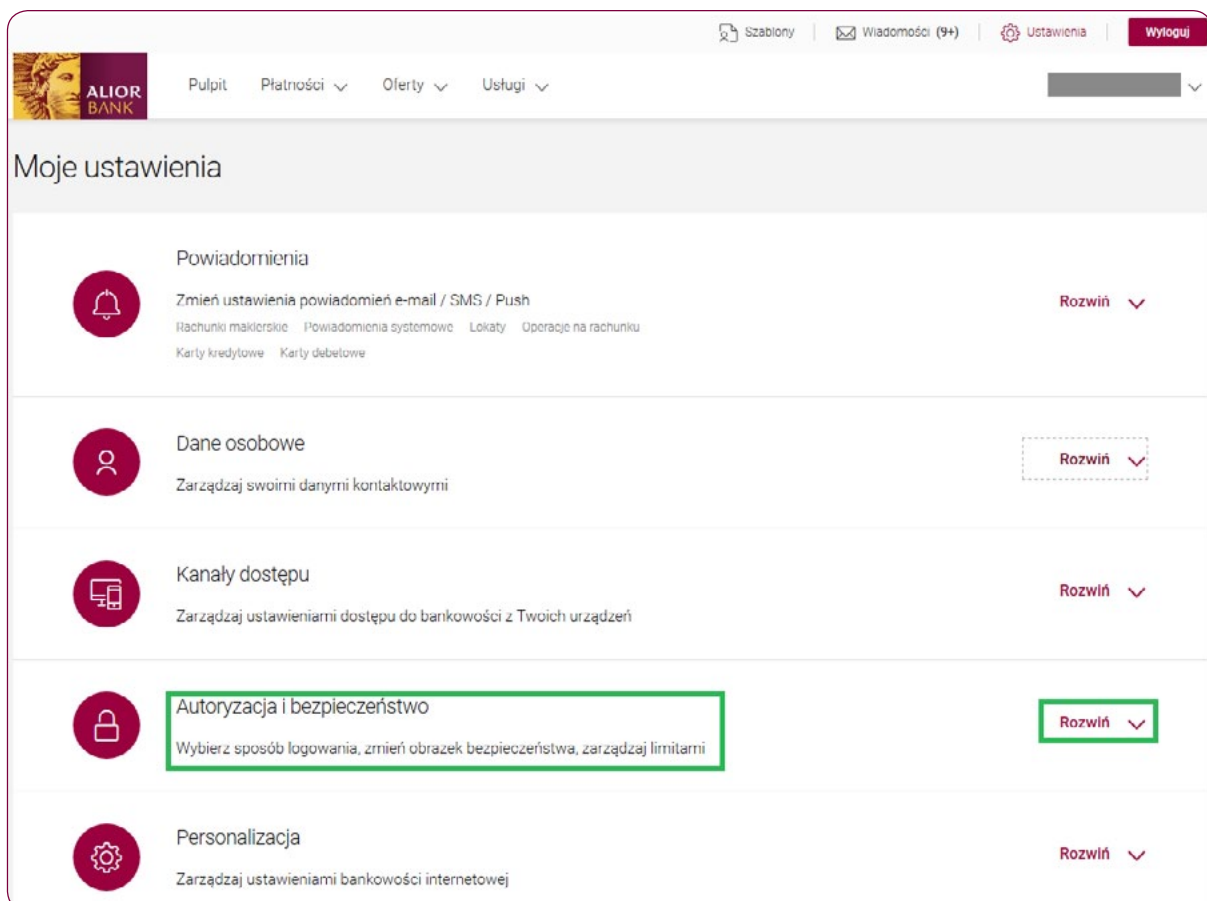 Szablony Wiadomości (9+) Ustawienia Wyloguj
ALIOR
BANK
Pulpit Płatności Oferty Usługi
Moje ustawienia
Powiadomienia
Zmień ustawienia powiadomień e-mail / SMS / Push
Rachunki maklerskie Powiadomienia systemowe Lokaty Operacje na rachunku
Karty kredytowe Karty debetowe
Rozwiń
Dane osobowe
Zarządzaj swoimi danymi kontaktowymi
Rozwiń
Kanały dostępu
Zarządzaj ustawieniami dostępu do bankowości z Twoich urządzeń
Rozwiń
Autoryzacja i bezpieczeństwo
Wybierz sposób logowania, zmień obrazek bezpieczeństwa, zarządzaj limitami
Rozwiń
Personalizacja
Zarządzaj ustawieniami bankowości internetowej
Rozwiń